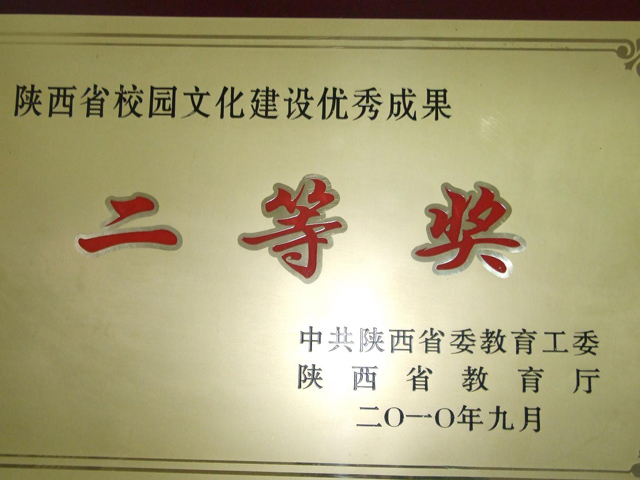 陕西省校园文化建设优秀成果
二等奖
中共陕西省委教育工委
陕西省教育厅
二〇一〇年九月